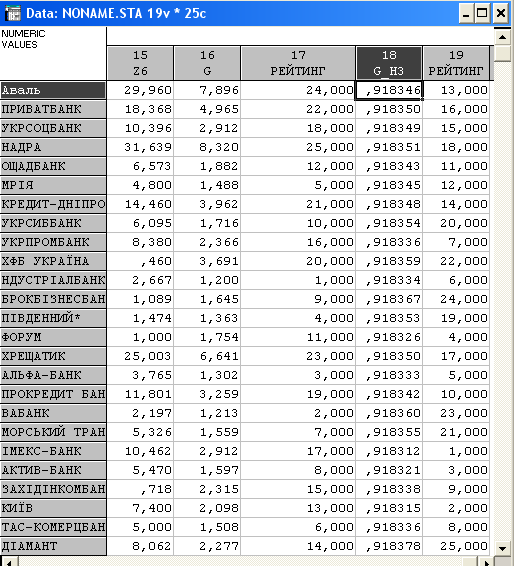 Data: NONAME.STA 19v * 25c
NUMERIC
VALUES
15 16 17 18 19
Z6 G РЕЙТИНГ G_НЗ РЕЙТИНГ
Аваль 29,960 7,896 24,000 ,918346 13,000
ПРИВАТБАНК 18,368 4,965 22,000 ,918350 16,000
УКРСОЦБАНК 10,396 2,912 18,000 ,918349 15,000
НАДРА 31,639 8,320 25,000 ,918351 18,000
ОЩАДБАНК 6,573 1,882 12,000 ,918343 11,000
МРІЯ 4,800 1,488 5,000 ,918345 12,000
КРЕДИТ-ДНІПРО 14,460 3,962 21,000 ,918348 14,000
УКРСИББАНК 6,095 1,716 10,000 ,918354 20,000
УКРПРОМБАНК 8,380 2,366 16,000 ,918336 7,000
ХФБ УКРАЇНА ,460 3,691 20,000 ,918359 22,000
НДУСТРІАЛБАНК 2,667 1,200 1,000 ,918334 6,000
БРОКБІЗНЕСБАН 1,089 1,645 9,000 ,918367 24,000
ПІВДЕННИЙ* 1,474 1,363 4,000 ,918353 19,000
ФОРУМ 1,000 1,754 11,000 ,918326 4,000
ХРЕЩАТИК 25,003 6,641 23,000 ,918350 17,000
АЛЬФА-БАНК 3,765 1,302 3,000 ,918333 5,000
ПРОКРЕДИТ БАН 11,801 3,259 19,000 ,918342 10,000
ВАБАНК 2,197 1,213 2,000 ,918360 23,000
МОРСЬКИЙ ТРАН 5,326 1,559 7,000 ,918355 21,000
ІМЕКС-БАНК 10,462 2,912 17,000 ,918312 1,000
АКТИВ-БАНК 5,470 1,597 8,000 ,918321 3,000
ЗАХІДІНКОМБАН ,718 2,315 15,000 ,918338 9,000
КИЇВ 7,400 2,098 13,000 ,918315 2,000
ТАС-КОМЕРЦБАН 5,000 1,508 6,000 ,918336 8,000
ДІАМАНТ 8,062 2,277 14,000 ,918378 25,000